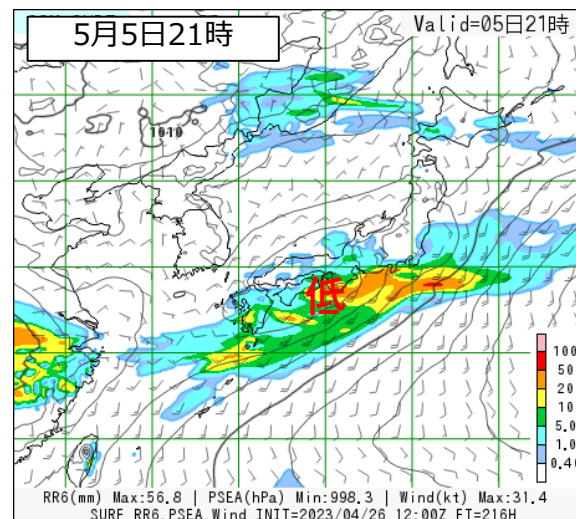 5月5日21時
Valid=05日21時
1010
低
100
50
20
10
5.0
1.0
0.40
RR6(mm) Max:56.8 | PSEA(hPa) Min:998.3 | Wind(kt) Max:31.4
SURF RR6,PSEA,Wind INIT=2023/04/26 12:00Z FT=216H